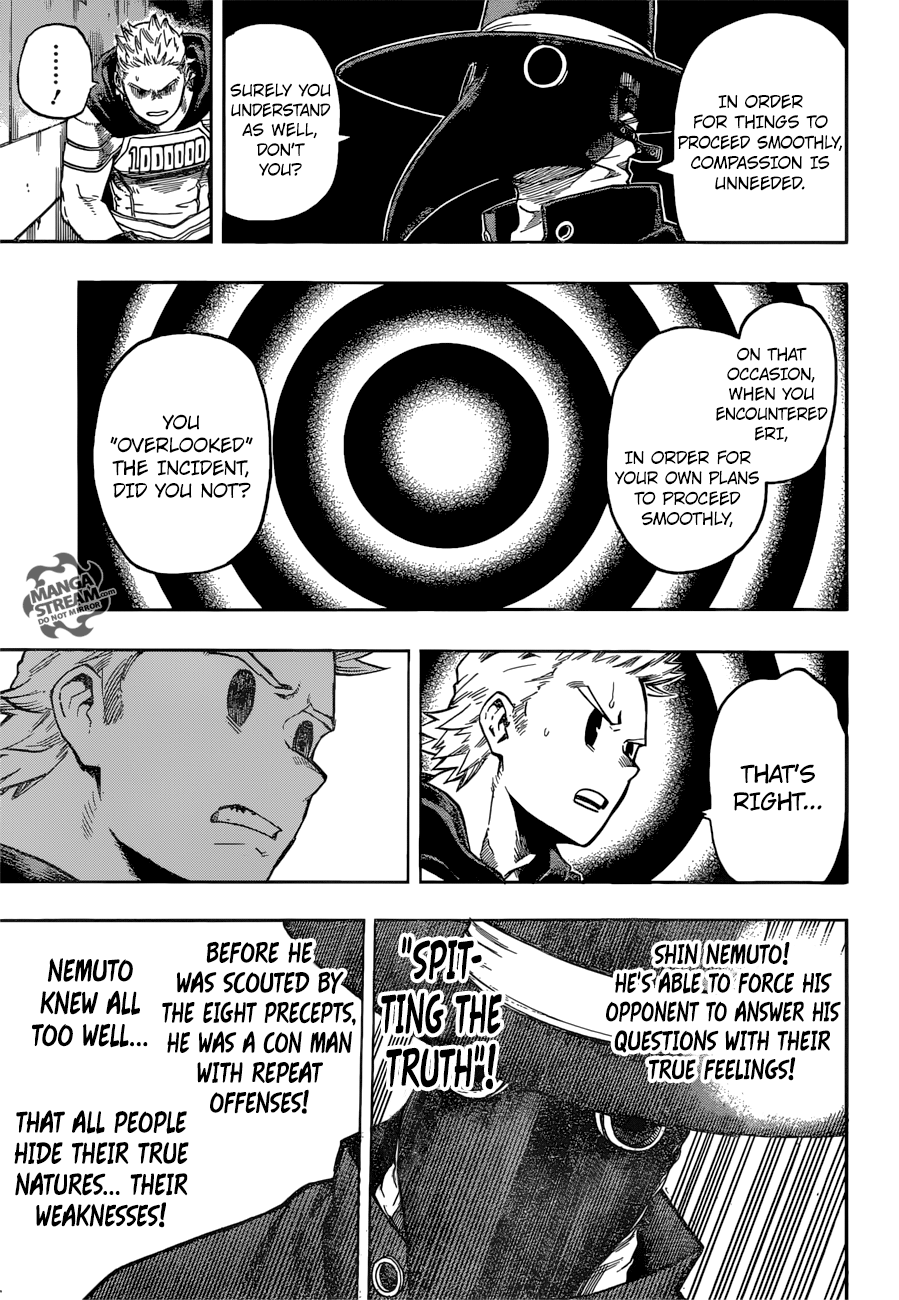 IN ORDER
FOR THINGS TO
PROCEED SMOOTHLY,
COMPASSION IS
UNNEEDED.
SURELY YOU
UNDERSTAND
AS WELL,
DON'T
YOU?
......!
1000000
ON THAT
OCCASION,
WHEN YOU
ENCOUNTERED
ERI,
IN ORDER FOR
YOUR OWN PLANS
TO PROCEED
SMOOTHLY,
YOU
"OVERLOOKED"
THE INCIDENT,
DID YOU NOT?
MANGA
STREAM.com
DO NOT MIRROR
THAT'S
RIGHT...
SHIN NEMUTO!
HE'S ABLE TO FORCE HIS
OPPONENT TO ANSWER HIS
QUESTIONS WITH THEIR
TRUE FEELINGS!
"SPIT-
TING THE
TRUTH"!
BEFORE HE
WAS SCOUTED BY
THE EIGHT PRECEPTS,
HE WAS A CON MAN
WITH REPEAT
OFFENSES!
NEMUTO
KNEW ALL
TOO WELL...
THAT ALL PEOPLE
HIDE THEIR TRUE
NATURES... THEIR
WEAKNESSES!